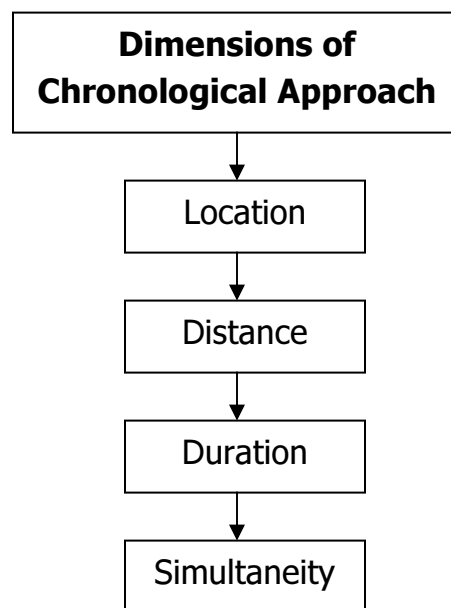 Dimensions of
Chronological Approach
Location
Distance
Duration
Simultaneity